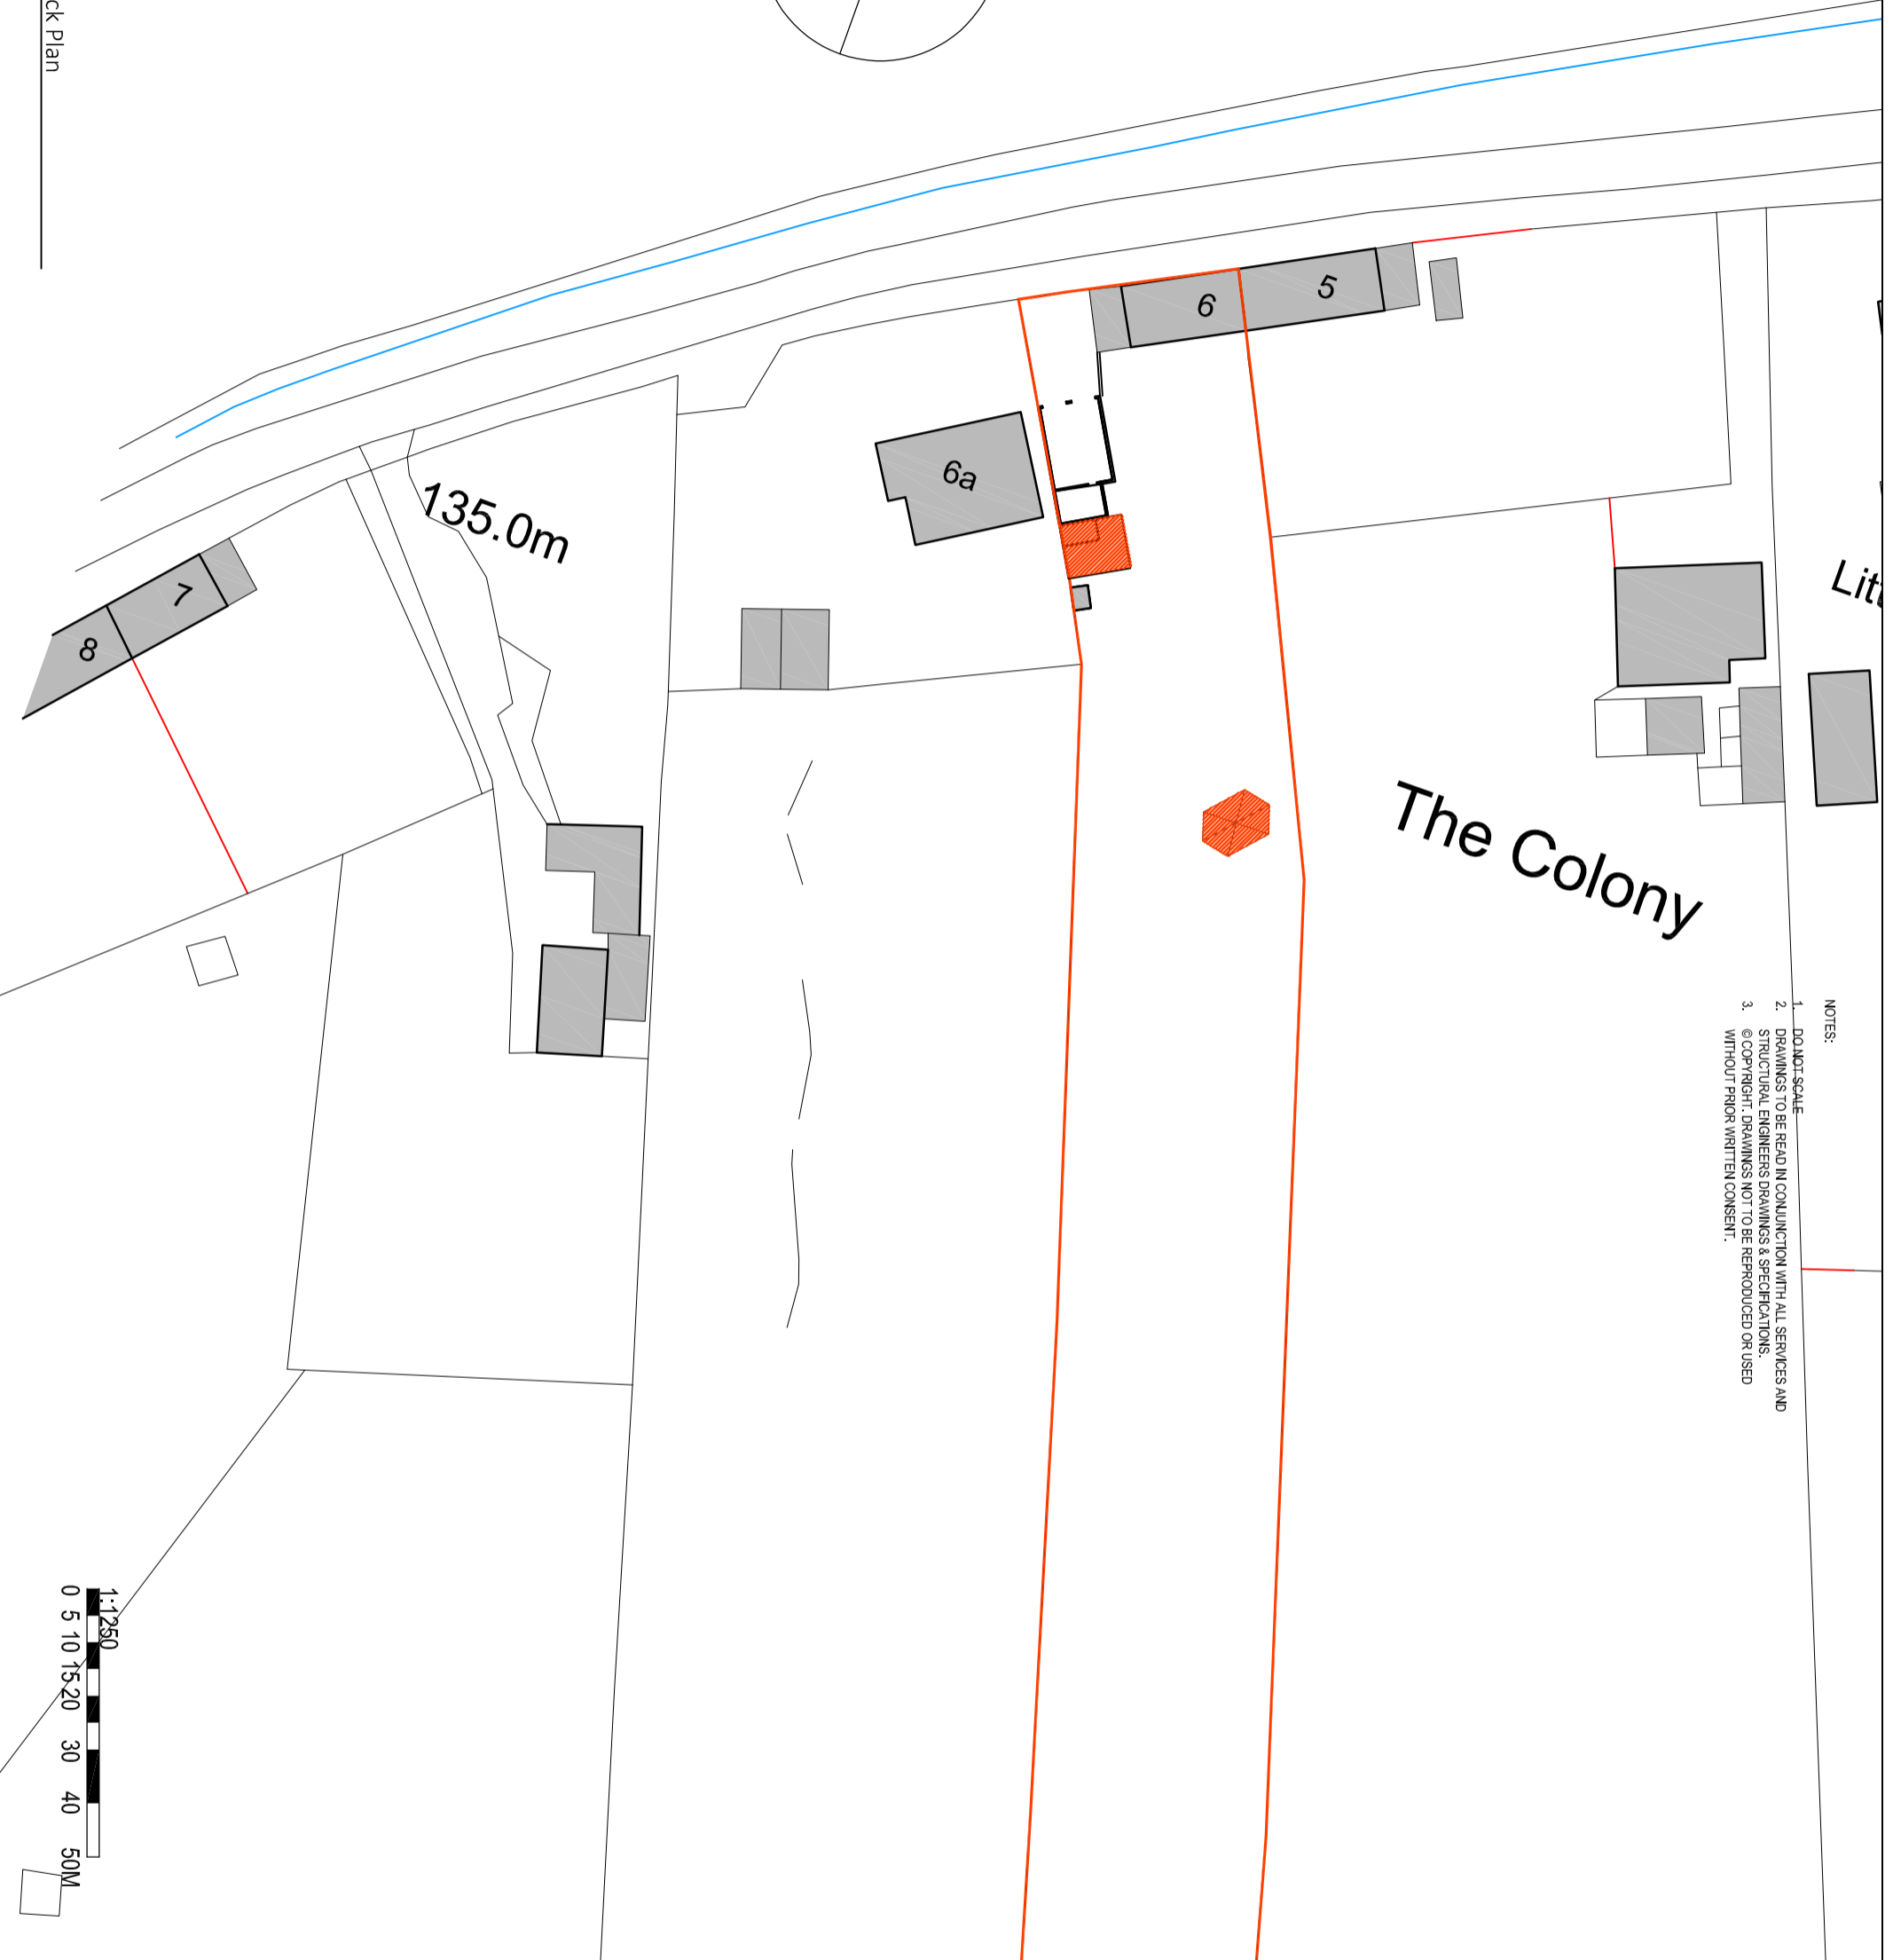 ck Plan
5
6
6a
135.0m
7
8
The Colony
NOTES:
1. DO NOT SCALE
2. DRAWINGS TO BE READ IN CONJUNCTION WITH ALL SERVICES AND
STRUCTURAL ENGINEERS DRAWINGS & SPECIFICATIONS.
3. © COPYRIGHT. DRAWINGS NOT TO BE REPRODUCED OR USED
WITHOUT PRIOR WRITTEN CONSENT.
1:1250
0 5 10 15 20 30 40 50M